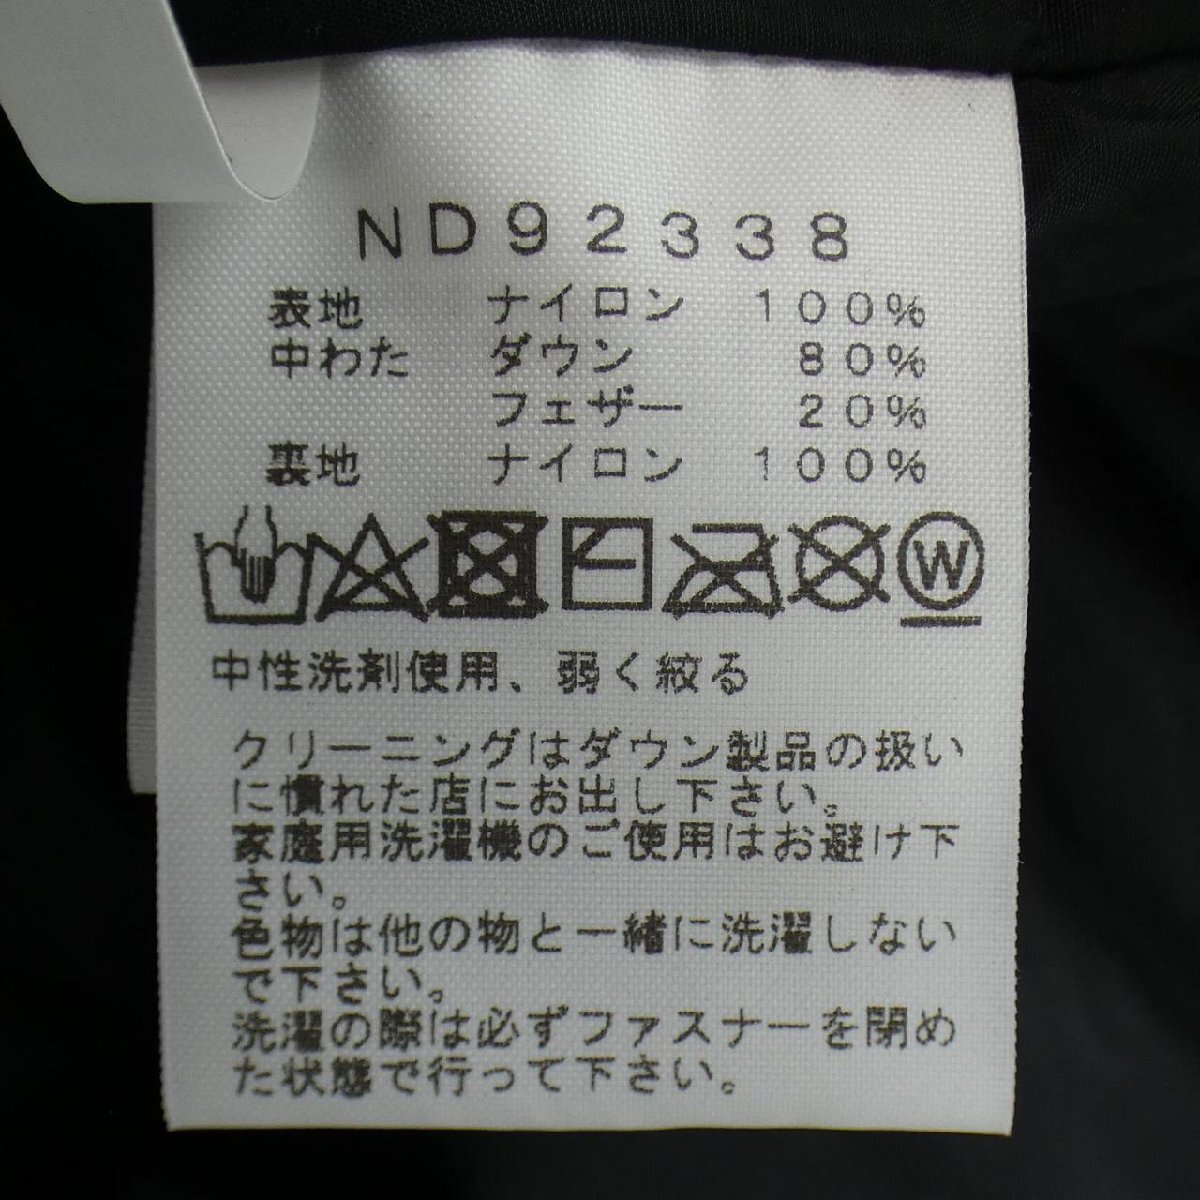 ND92338
表地 ナイロン 100%
中わた ダウン 80%
フェザー 20%
裏地 ナイロン 100%
W
中性洗剤使用、弱く絞る
クリーニングはダウン製品の扱い
に慣れた店にお出し下さい。
家庭用洗濯機のご使用はお避け下
さい。
色物は他の物と一緒に洗濯しない
で下さい。
洗濯の際は必ずファスナーを閉め
た状態で行って下さい。